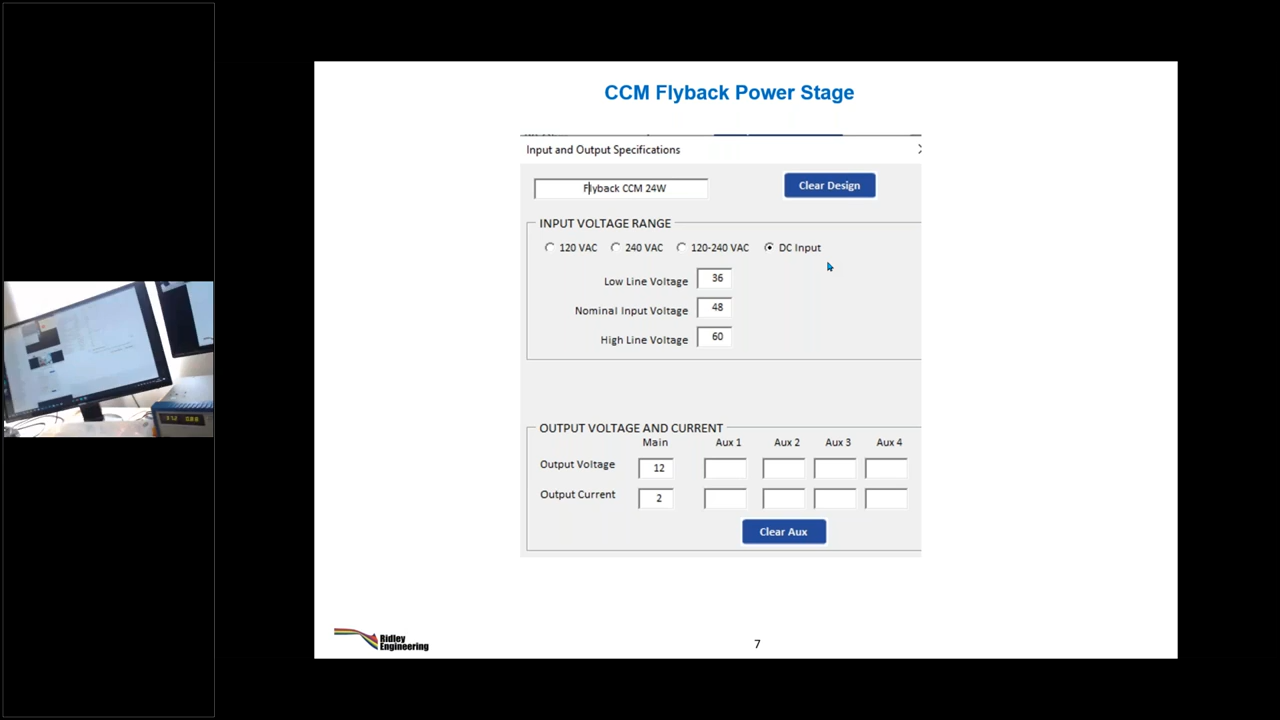 CCM Flyback Power Stage
Input and Output Specifications
Flyback CCM 24W
Clear Design
INPUT VOLTAGE RANGE
120 VAC 240 VAC 120-240 VAC DC Input
Low Line Voltage 36
Nominal Input Voltage 48
High Line Voltage 60
OUTPUT VOLTAGE AND CURRENT
Main Aux 1 Aux 2 Aux 3 Aux 4
Output Voltage 12
Output Current 2
Clear Aux
Ridley
Engineering
7